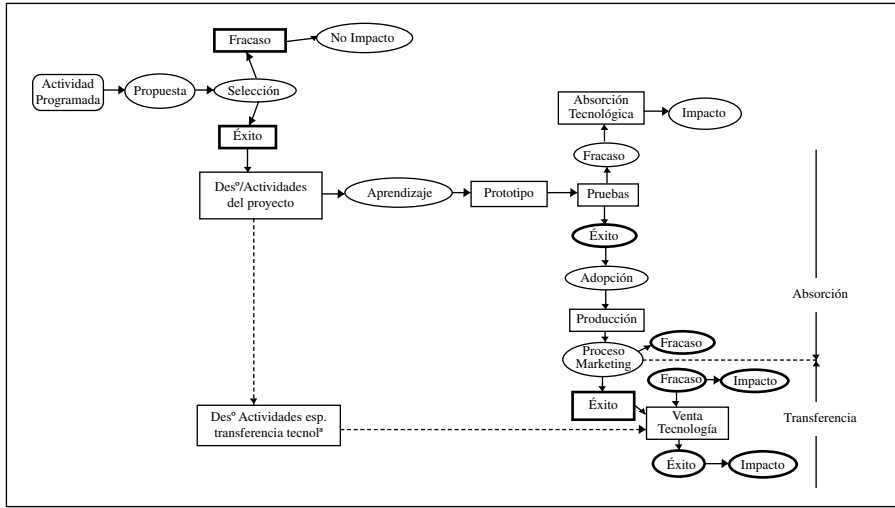 Fracaso
No Impacto
Actividad
Programada
Propuesta
Selección
Éxito
Absorción
Tecnológica
Impacto
Fracaso
Desº/Actividades
del proyecto
Aprendizaje
Prototipo
Pruebas
Éxito
Adopción
Absorción
Producción
Proceso
Marketing
Fracaso
Fracaso
Impacto
Éxito
Desº Actividades esp.
transferencia tecnolª
Venta
Tecnología
Transferencia
Éxito
Impacto